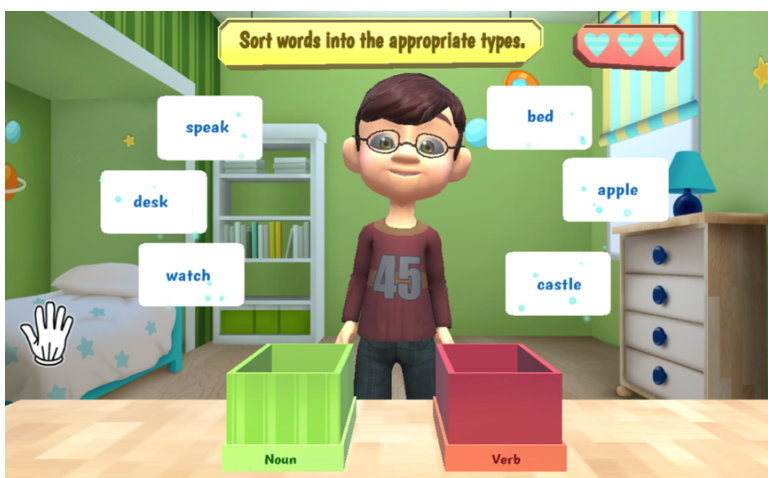 Sort words into the appropriate types.
speak
bed
desk
apple
watch
castle
45
Noun
Verb